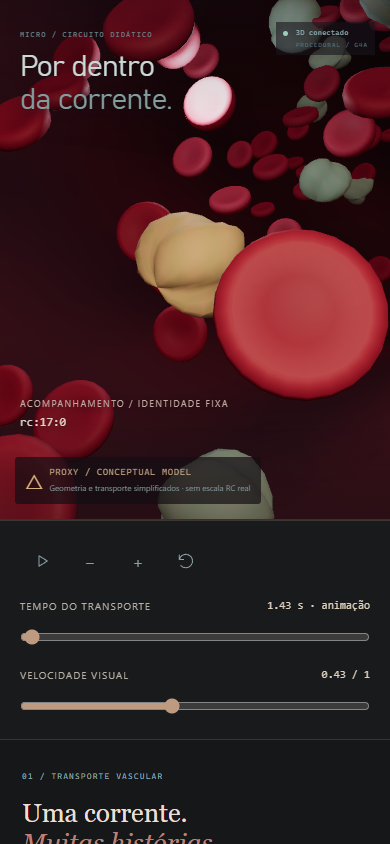 MICRO / CIRCUITO DIDÁTICO
3D conectado
PROCEDURAL / G4A
Por dentro
da corrente.
ACOMPANHAMENTO / IDENTIDADE FIXA
rc:17:0
PROXY / CONCEPTUAL MODEL
Geometria e transporte simplificados · sem escala RC real
TEMPO DO TRANSPORTE
1.43 s · animação
VELOCIDADE VISUAL
0.43 / 1
01 / TRANSPORTE VASCULAR
Uma corrente.
Muitas histórias